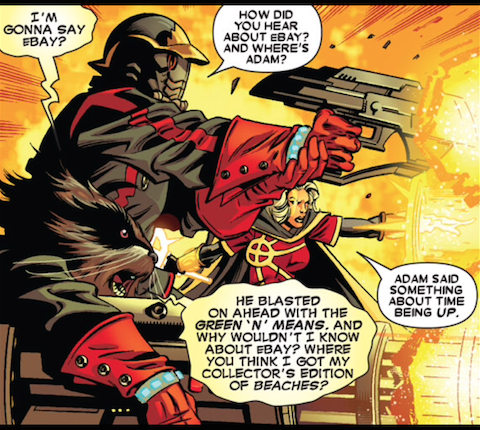 I'M
GONNA SAY
eBAY?
HOW DID
YOU HEAR
ABOUT eBAY?
AND WHERE'S
ADAM?
ADAM SAID
SOMETHING
ABOUT TIME
BEING UP.
HE BLASTED
ON AHEAD WITH THE
GREEN 'N' MEANS. AND
WHY WOULDN'T I KNOW
ABOUT eBAY? WHERE
YOU THINK I GOT MY
COLLECTOR'S EDITION
OF BEACHES?